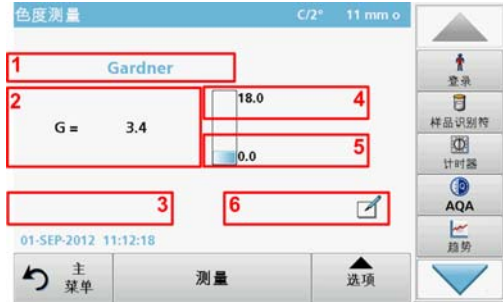 色度测量 C/2° 11 mm o
1 Gardner
2
G = 3.4
18.0 4
5
0.0
3 6
01-SEP-2012 11:12:18
主菜单
测量
选项
登录
样品识别符
计时器
AQA
趋势